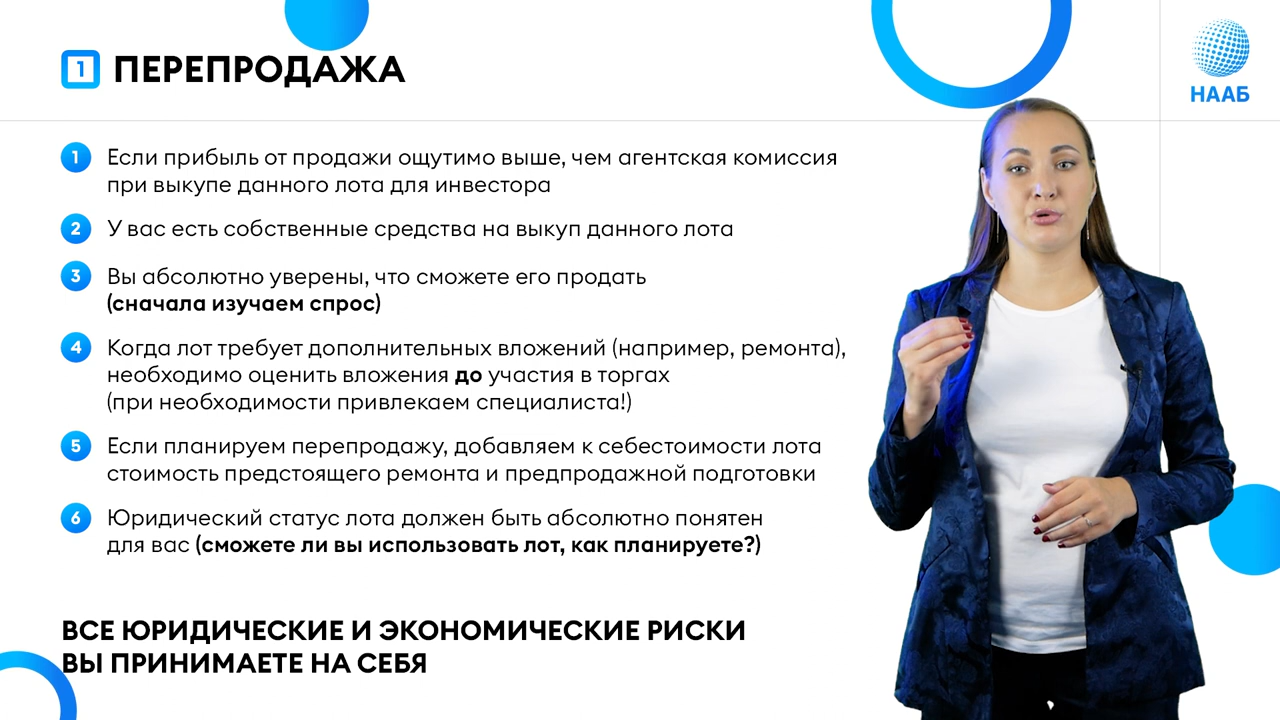 1 ПЕРЕПРОДАЖА
НААБ
1 Если прибыль от продажи ощутимо выше, чем агентская комиссия
при выкупе данного лота для инвестора
2 У вас есть собственные средства на выкуп данного лота
3 Вы абсолютно уверены, что сможете его продать
(сначала изучаем спрос)
4 Когда лот требует дополнительных вложений (например, ремонта),
необходимо оценить вложения до участия в торгах
(при необходимости привлекаем специалиста!)
5 Если планируем перепродажу, добавляем к себестоимости лота
стоимость предстоящего ремонта и предпродажной подготовки
6 Юридический статус лота должен быть абсолютно понятен
для вас (сможете ли вы использовать лот, как планируете?)
ВСЕ ЮРИДИЧЕСКИЕ И ЭКОНОМИЧЕСКИЕ РИСКИ
ВЫ ПРИНИМАЕТЕ НА СЕБЯ